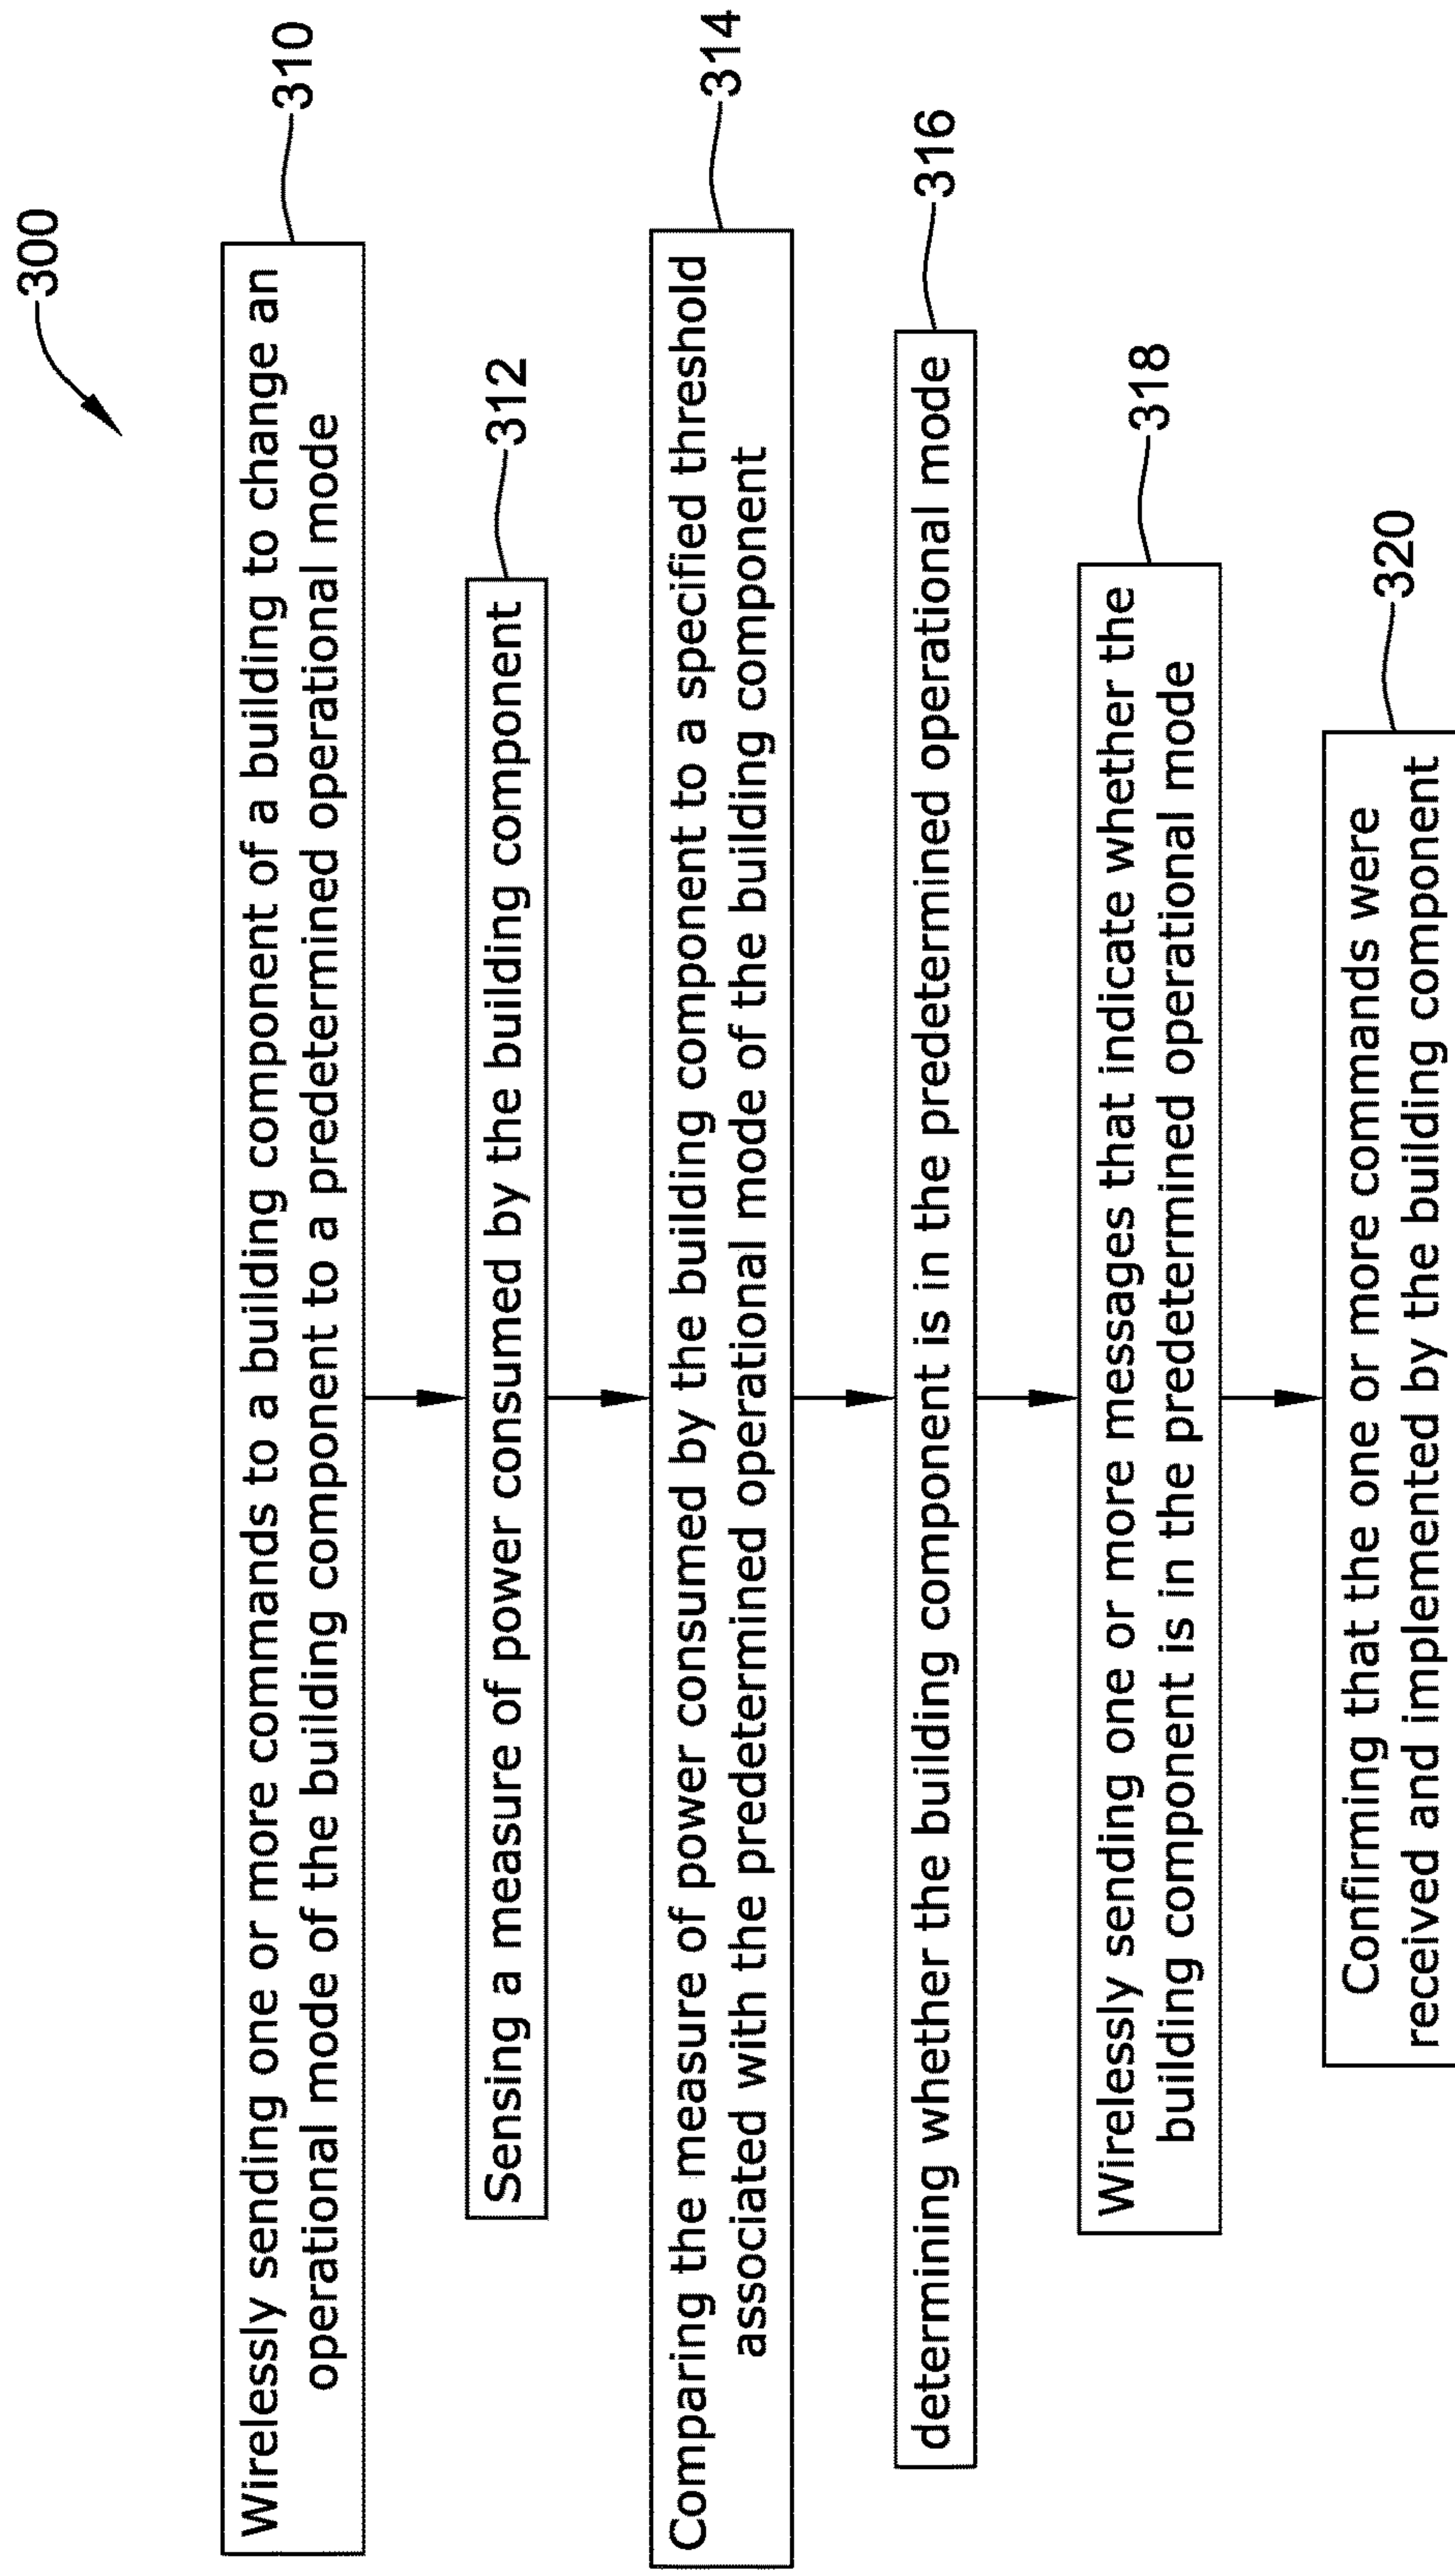 300
Wirelessly sending one or more commands to a building component of a building to change an
operational mode of the building component to a predetermined operational mode
310
Sensing a measure of power consumed by the building component
312
Comparing the measure of power consumed by the building component to a specified threshold
associated with the predetermined operational mode of the building component
314
determining whether the building component is in the predetermined operational mode
316
Wirelessly sending one or more messages that indicate whether the
building component is in the predetermined operational mode
318
Confirming that the one or more commands were
received and implemented by the building component
320